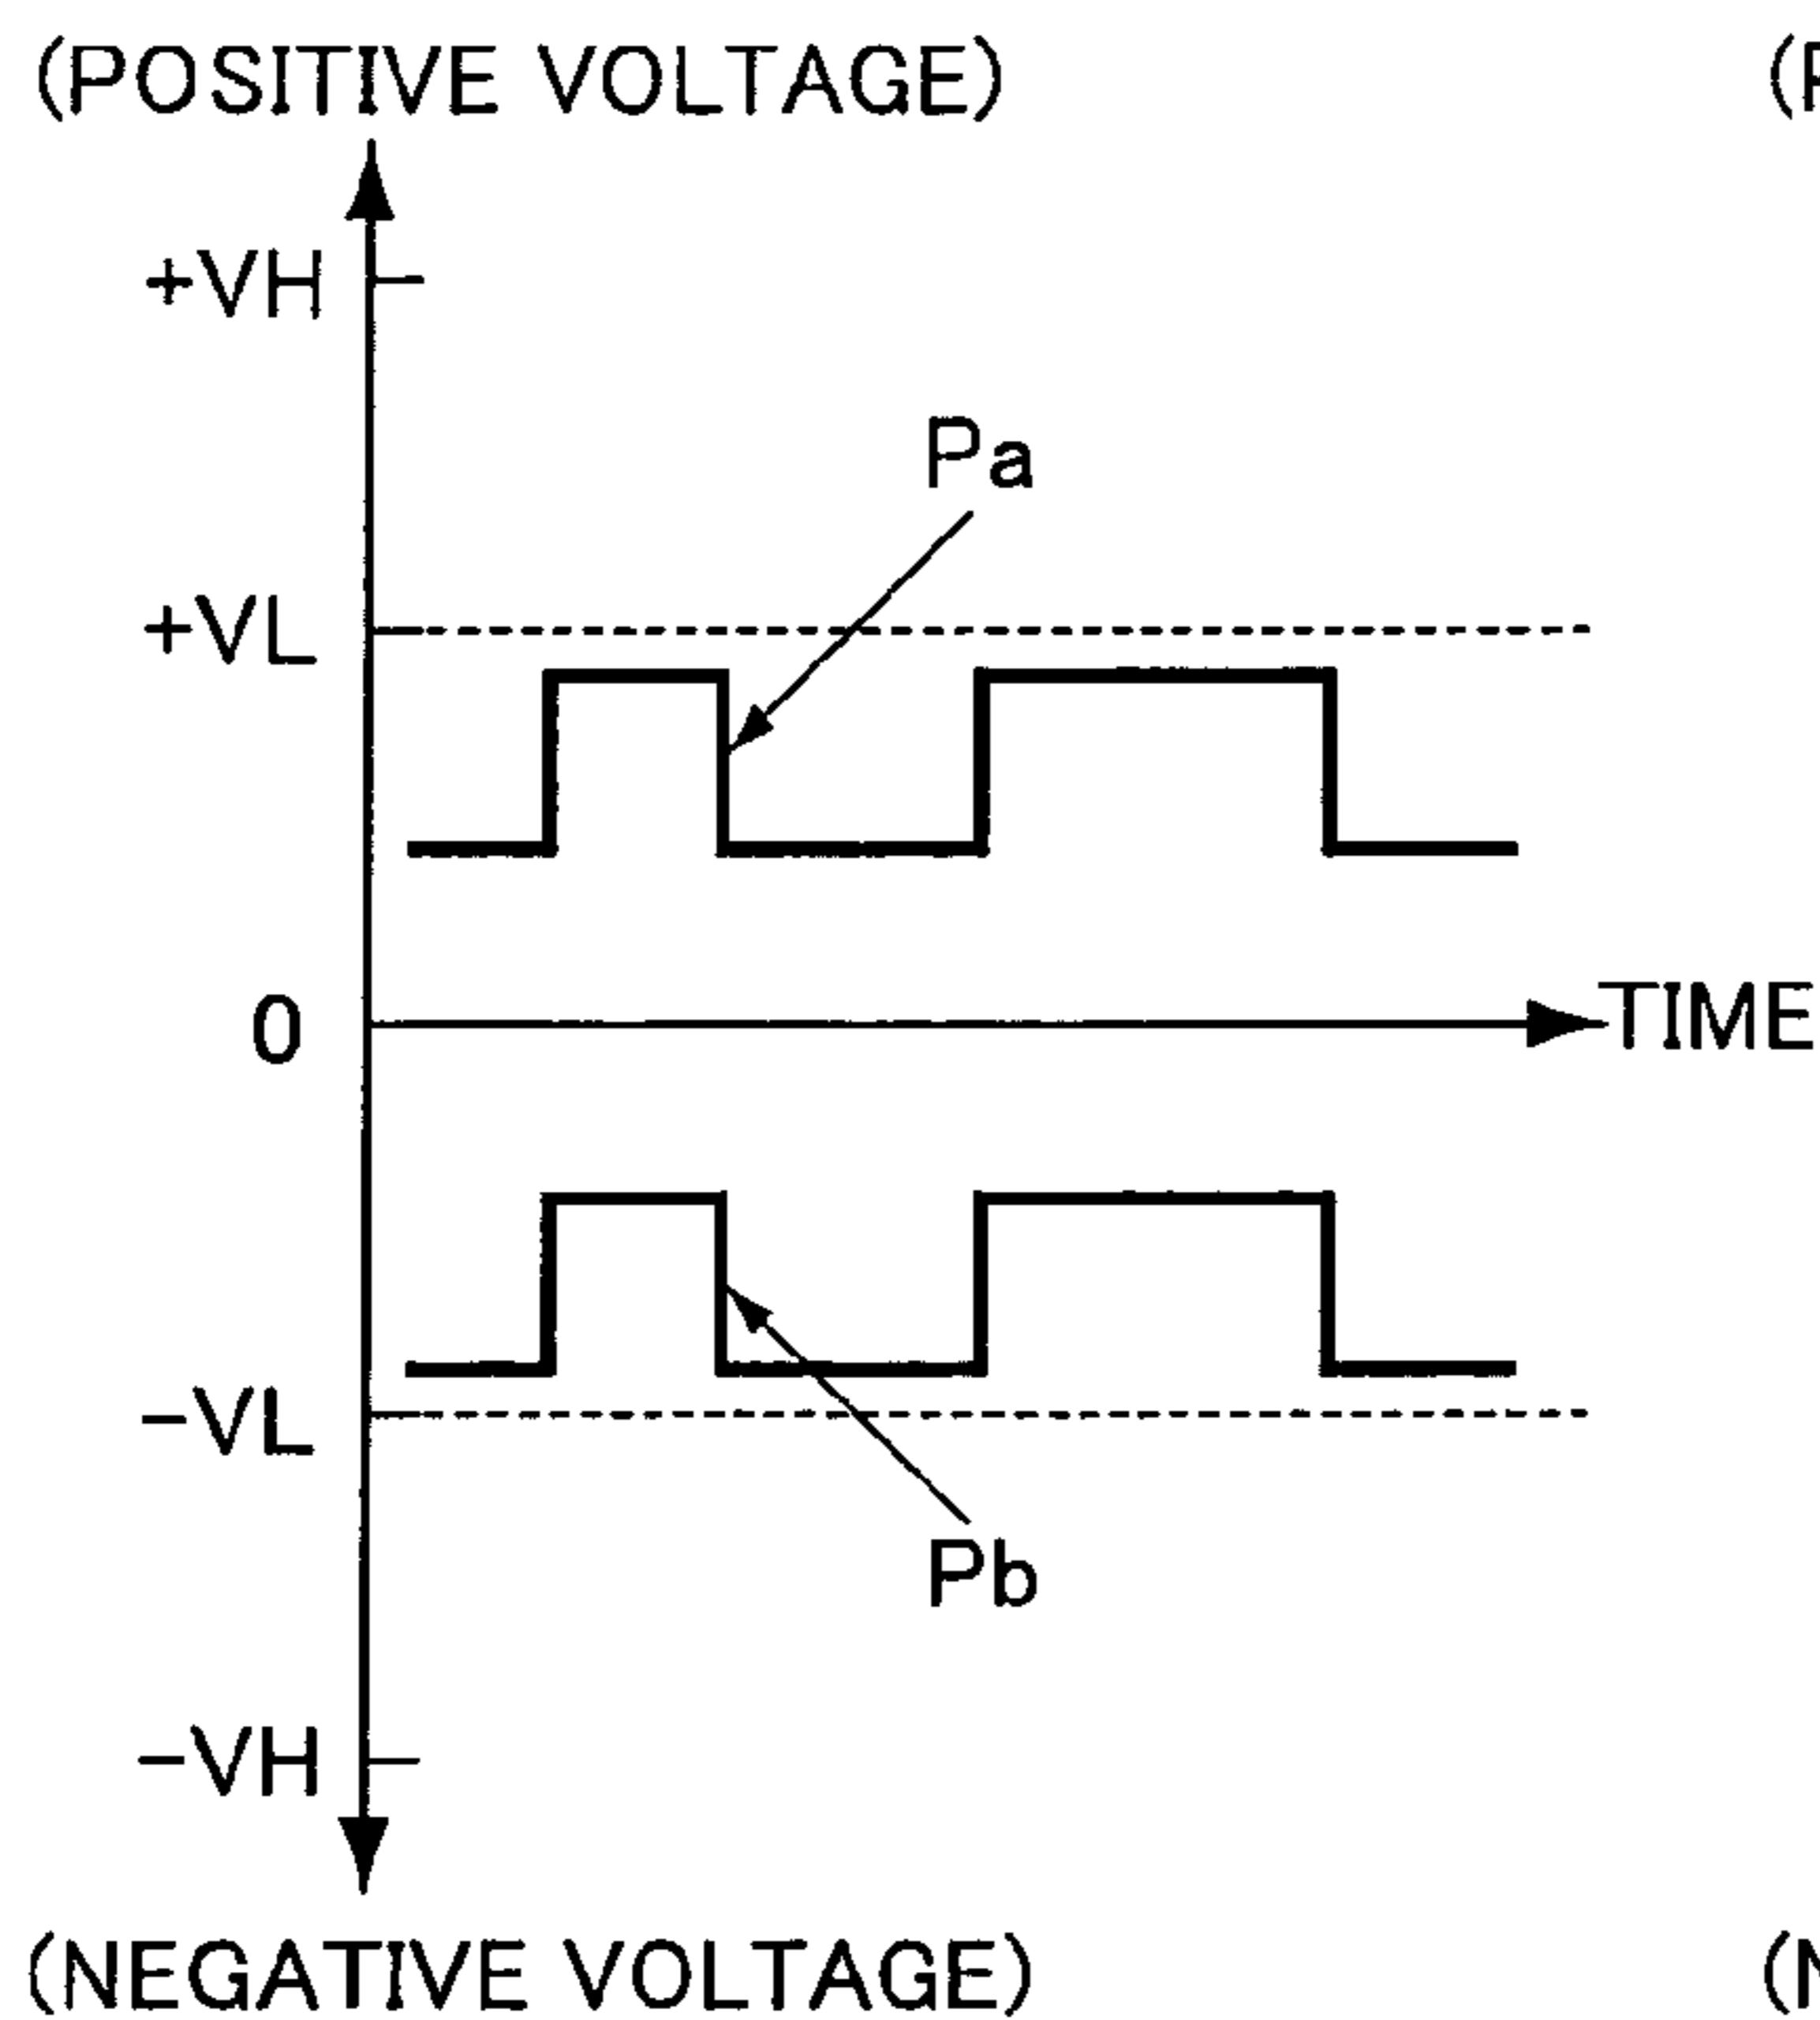 (POSITIVE VOLTAGE)
+VH
Pa
+VL
0
TIME
−VL
Pb
−VH
(NEGATIVE VOLTAGE)